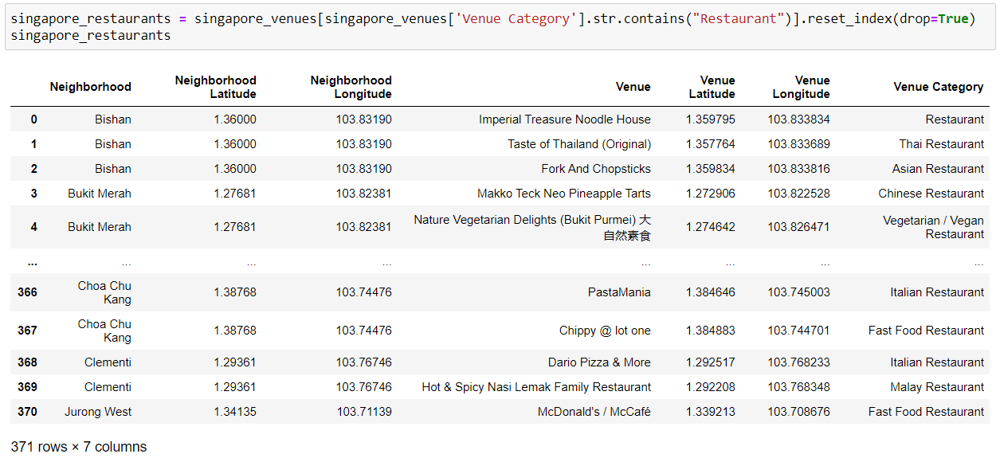 singapore_restaurants = singapore_venues[singapore_venues['Venue Category'].str.contains("Restaurant")].reset_index(drop=True)
singapore_restaurants
Neighborhood Neighborhood Latitude Neighborhood Longitude Venue Venue Latitude Venue Longitude Venue Category
0 Bishan 1.36000 103.83190 Imperial Treasure Noodle House 1.359795 103.833834 Restaurant
1 Bishan 1.36000 103.83190 Taste of Thailand (Original) 1.357764 103.833689 Thai Restaurant
2 Bishan 1.36000 103.83190 Fork And Chopsticks 1.359834 103.833816 Asian Restaurant
3 Bukit Merah 1.27681 103.82381 Makko Teck Neo Pineapple Tarts 1.272906 103.822528 Chinese Restaurant
4 Bukit Merah 1.27681 103.82381 Nature Vegetarian Delights (Bukit Purmei) 大自然素食 1.274642 103.826471 Vegetarian / Vegan Restaurant
... ... ... ... ... ... ... ...
366 Choa Chu Kang 1.38768 103.74476 PastaMania 1.384646 103.745003 Italian Restaurant
367 Choa Chu Kang 1.38768 103.74476 Chippy @ lot one 1.384883 103.744701 Fast Food Restaurant
368 Clementi 1.29361 103.76746 Dario Pizza & More 1.292517 103.768233 Italian Restaurant
369 Clementi 1.29361 103.76746 Hot & Spicy Nasi Lemak Family Restaurant 1.292208 103.768348 Malay Restaurant
370 Jurong West 1.34135 103.71139 McDonald's / McCafé 1.339213 103.708676 Fast Food Restaurant
371 rows × 7 columns